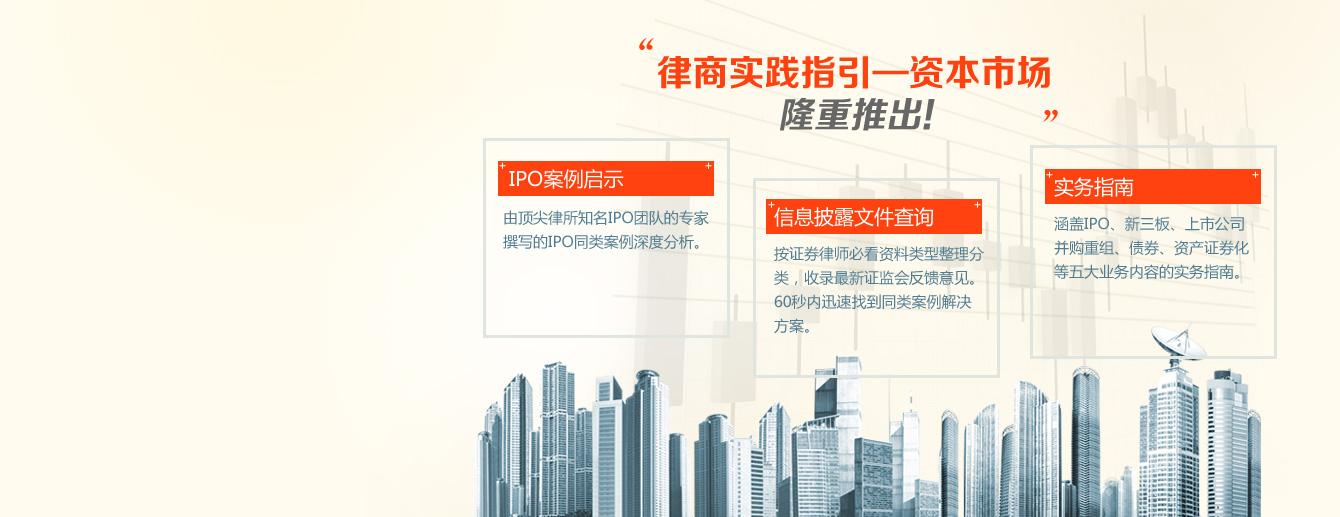 “律商实践指引—资本市场
隆重推出!”
IPO案例启示
由顶尖律所知名IPO团队的专家
撰写的IPO同类案例深度分析。
信息披露文件查询
按证券律师必看资料类型整理分
类，收录最新证监会反馈意见。
60秒内迅速找到同类案例解决
方案。
实务指南
涵盖IPO、新三板、上市公司
并购重组、债券、资产证券化
等五大业务内容的实务指南。